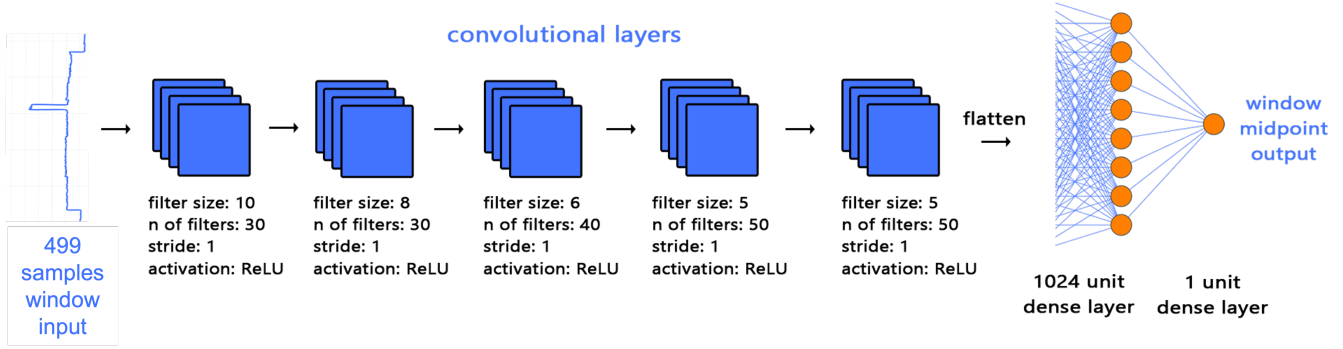 convolutional layers
499
samples
window
input
filter size: 10
n of filters: 30
stride: 1
activation: ReLU
filter size: 8
n of filters: 30
stride: 1
activation: ReLU
filter size: 6
n of filters: 40
stride: 1
activation: ReLU
filter size: 5
n of filters: 50
stride: 1
activation: ReLU
filter size: 5
n of filters: 50
stride: 1
activation: ReLU
flatten
1024 unit
dense layer
1 unit
dense layer
window
midpoint
output